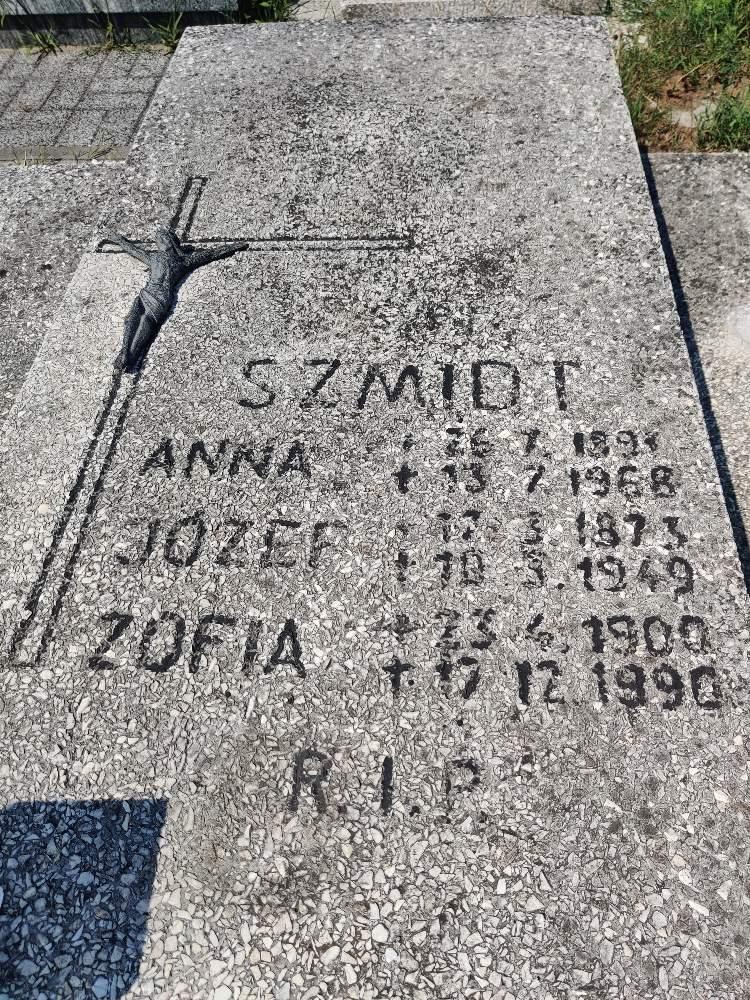 SZMIDT
ANNA * 26 7. 1891
† 13 7 1968
JÓZEF * 17 3. 1873
† 10 3. 1949
ZOFIA * 23 4. 1900
† 17 12. 1990
R.I.P.